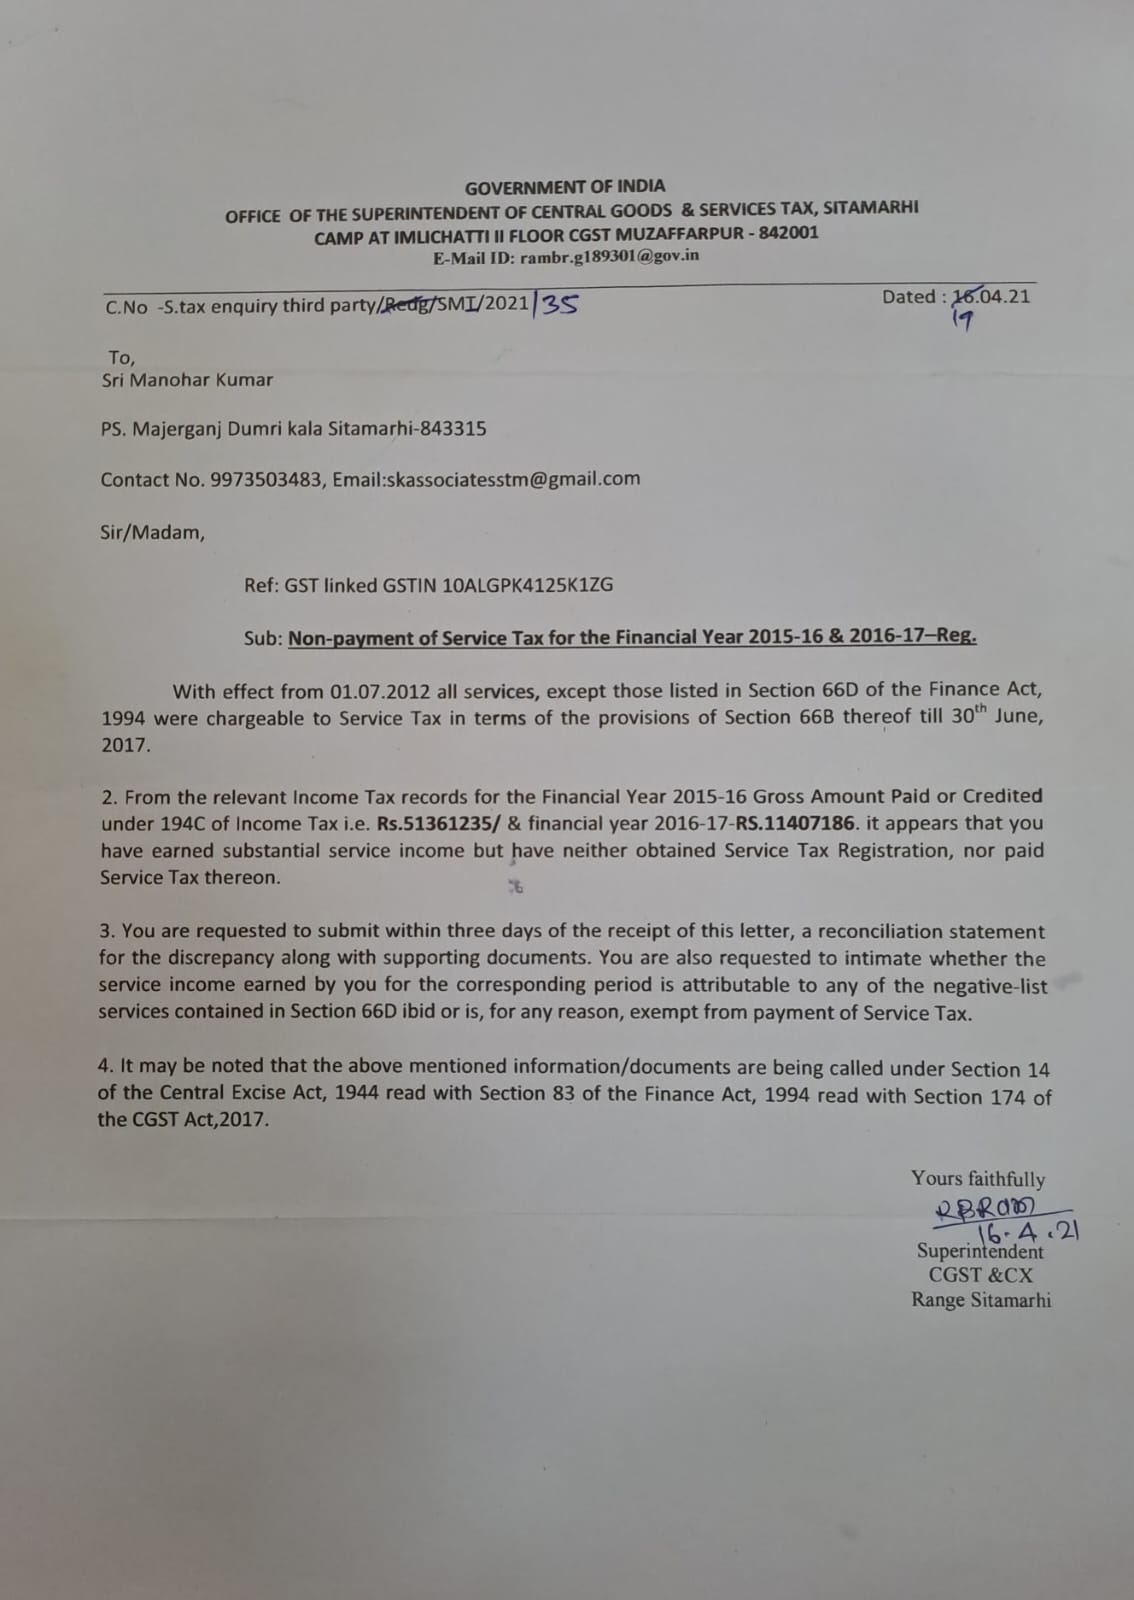 GOVERNMENT OF INDIA
OFFICE OF THE SUPERINTENDENT OF CENTRAL GOODS & SERVICES TAX, SITAMARHI
CAMP AT IMLICHATTI II FLOOR CGST MUZAFFARPUR - 842001
E-Mail ID: rambr.g189301@gov.in
C.No -S.tax enquiry third party/Redg/SMI/2021/35
Dated : 16.04.21
19
To,
Sri Manohar Kumar
PS. Majerganj Dumri kala Sitamarhi-843315
Contact No. 9973503483, Email:skassociatesstm@gmail.com
Sir/Madam,
Ref: GST linked GSTIN 10ALGPK4125K1ZG
Sub: Non-payment of Service Tax for the Financial Year 2015-16 & 2016-17–Reg.
With effect from 01.07.2012 all services, except those listed in Section 66D of the Finance Act,
1994 were chargeable to Service Tax in terms of the provisions of Section 66B thereof till 30th June,
2017.
2. From the relevant Income Tax records for the Financial Year 2015-16 Gross Amount Paid or Credited
under 194C of Income Tax i.e. Rs.51361235/ & financial year 2016-17-RS.11407186. it appears that you
have earned substantial service income but have neither obtained Service Tax Registration, nor paid
Service Tax thereon.
3. You are requested to submit within three days of the receipt of this letter, a reconciliation statement
for the discrepancy along with supporting documents. You are also requested to intimate whether the
service income earned by you for the corresponding period is attributable to any of the negative-list
services contained in Section 66D ibid or is, for any reason, exempt from payment of Service Tax.
4. It may be noted that the above mentioned information/documents are being called under Section 14
of the Central Excise Act, 1944 read with Section 83 of the Finance Act, 1994 read with Section 174 of
the CGST Act,2017.
Yours faithfully
RBRam
16.4.21
Superintendent
CGST &CX
Range Sitamarhi